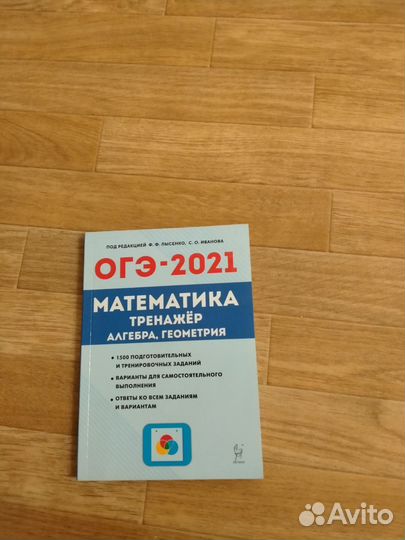 ПОД РЕДАКЦИЕЙ Ф. Ф. ЛЫСЕНКО, С. О. ИВАНОВА
ОГЭ-2021
МАТЕМАТИКА
ТРЕНАЖЁР
АЛГЕБРА, ГЕОМЕТРИЯ
• 1500 ПОДГОТОВИТЕЛЬНЫХ
И ТРЕНИРОВОЧНЫХ ЗАДАНИЙ
• ВАРИАНТЫ ДЛЯ САМОСТОЯТЕЛЬНОГО
ВЫПОЛНЕНИЯ
• ОТВЕТЫ КО ВСЕМ ЗАДАНИЯМ
И ВАРИАНТАМ
Avito